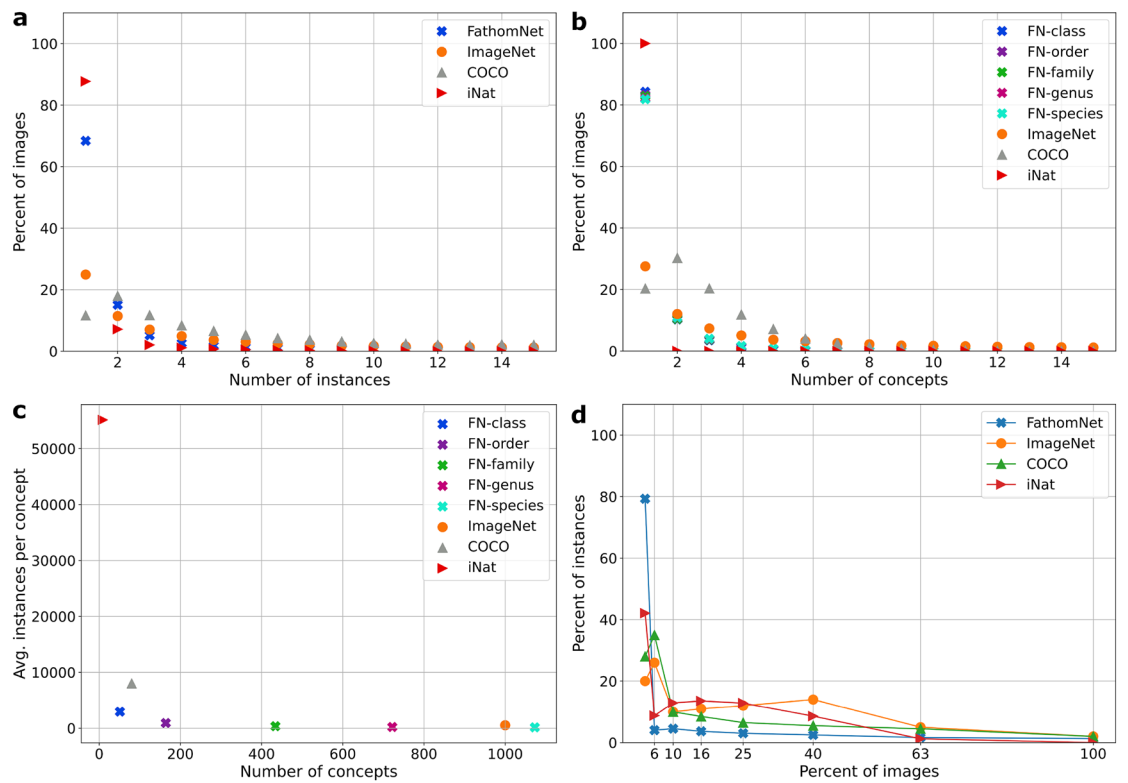 a
Percent of images
100
80
60
40
20
0
FathomNet
ImageNet
COCO
iNat
2 4 6 8 10 12 14
Number of instances
b
Percent of images
100
80
60
40
20
0
FN-class
FN-order
FN-family
FN-genus
FN-species
ImageNet
COCO
iNat
2 4 6 8 10 12 14
Number of concepts
c
Avg. instances per concept
50000
40000
30000
20000
10000
0
FN-class
FN-order
FN-family
FN-genus
FN-species
ImageNet
COCO
iNat
0 200 400 600 800 1000
Number of concepts
d
Percent of instances
100
80
60
40
20
0
FathomNet
ImageNet
COCO
iNat
6 10 16 25 40 63 100
Percent of images